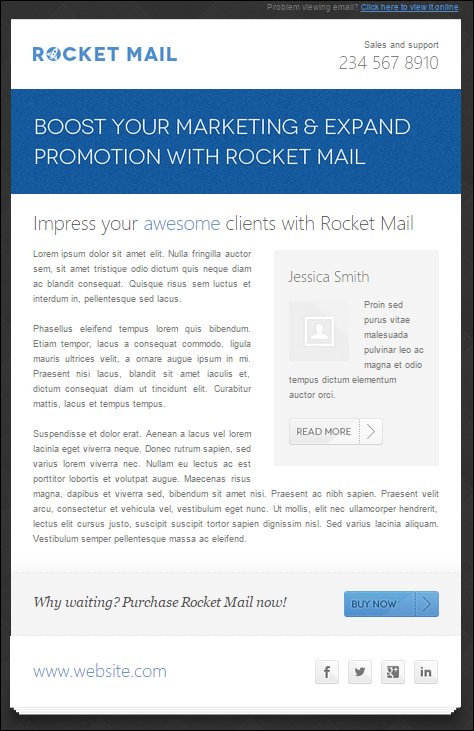 Problem viewing email? Click here to view it online
ROCKET MAIL
Sales and support
234 567 8910
BOOST YOUR MARKETING & EXPAND
PROMOTION WITH ROCKET MAIL
Impress your awesome clients with Rocket Mail
Lorem ipsum dolor sit amet elit. Nulla fringilla auctor
sem, sit amet tristique odio dictum quis neque diam
ac blandit consequat. Quisque risus sem luctus et
interdum in, pellentesque sed lacus.
Phasellus eleifend tempus lorem quis bibendum.
Etiam tempor, lacus a consequat commodo, ligula
mauris ultrices velit, a ornare augue ipsum in mi.
Praesent nisi lacus, blandit sit amet iaculis et,
dictum consequat diam ut tincidunt elit. Curabitur
mattis, lacus et tempus tempus.
Suspendisse et dolor erat. Aenean a lacus vel lorem
lacinia eget viverra neque. Donec rutrum sapien, sed
varius lorem viverra nec. Nullam eu lectus ac est
porttitor lobortis et volutpat augue. Maecenas risus
magna, dapibus et viverra sed, bibendum sit amet nisi. Praesent ac nibh sapien. Praesent velit
arcu, consectetur et vehicula vel, vestibulum eget nunc. Ut mollis, elit nec ullamcorper hendrerit,
lectus elit cursus justo, suscipit suscipit tortor sapien dignissim nisl. Sed varius lacinia aliquam.
Vestibulum semper pellentesque massa ac eleifend.
Jessica Smith
Proin sed
purus vitae
malesuada
pulvinar leo ac
magna et odio
tempus dictum elementum
auctor orci.
READ MORE
Why waiting? Purchase Rocket Mail now!
BUY NOW
www.website.com